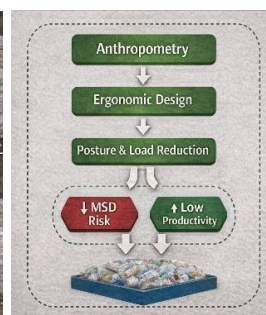 Anthropometry
Ergonomic Design
Posture & Load Reduction
↓ MSD
Risk
↑ Low
Productivity